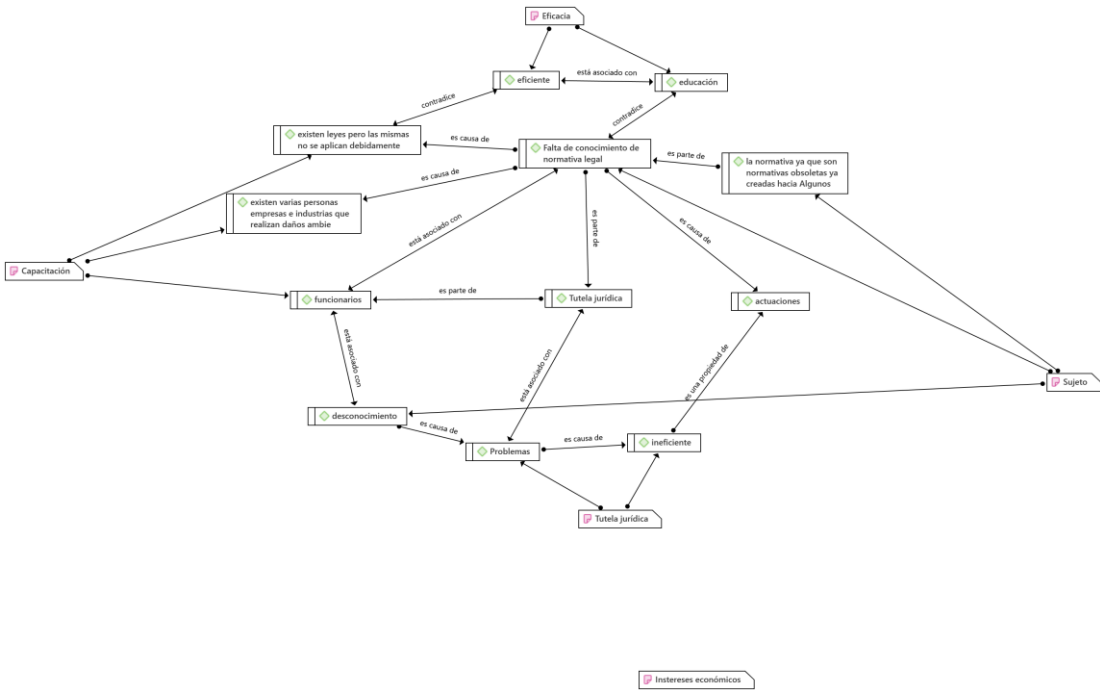 Eficacia
eficiente
está asociado con
educación
contradice
contradice
existen leyes pero las mismas
no se aplican debidamente
es causa de
Falta de conocimiento de
normativa legal
es parte de
la normativa ya que son
normativas obsoletas ya
creadas hacia Algunos
es causa de
existen varias personas
empresas e industrias que
realizan daños ambie
está asociado con
es parte de
es causa de
Capacitación
funcionarios
es parte de
Tutela jurídica
actuaciones
está asociado con
está asociado con
es una propiedad de
Sujeto
desconocimiento
es causa de
Problemas
es causa de
ineficiente
Tutela jurídica
Instereses económicos